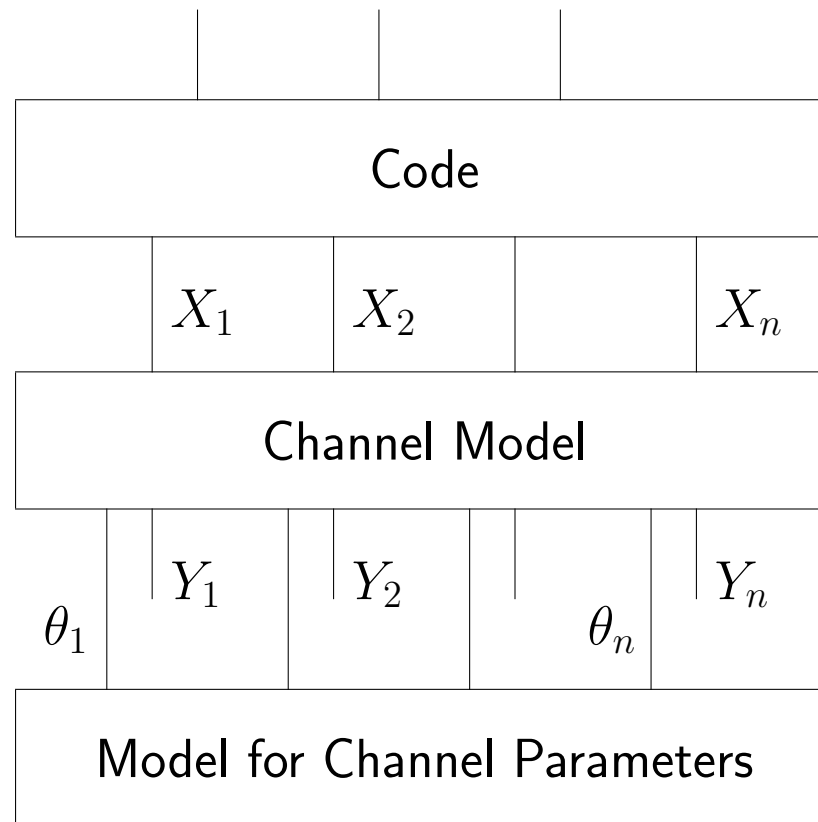 Code
X₁ X₂ Xₙ
Channel Model
Y₁ Y₂ Yₙ
θ₁ θₙ
Model for Channel Parameters